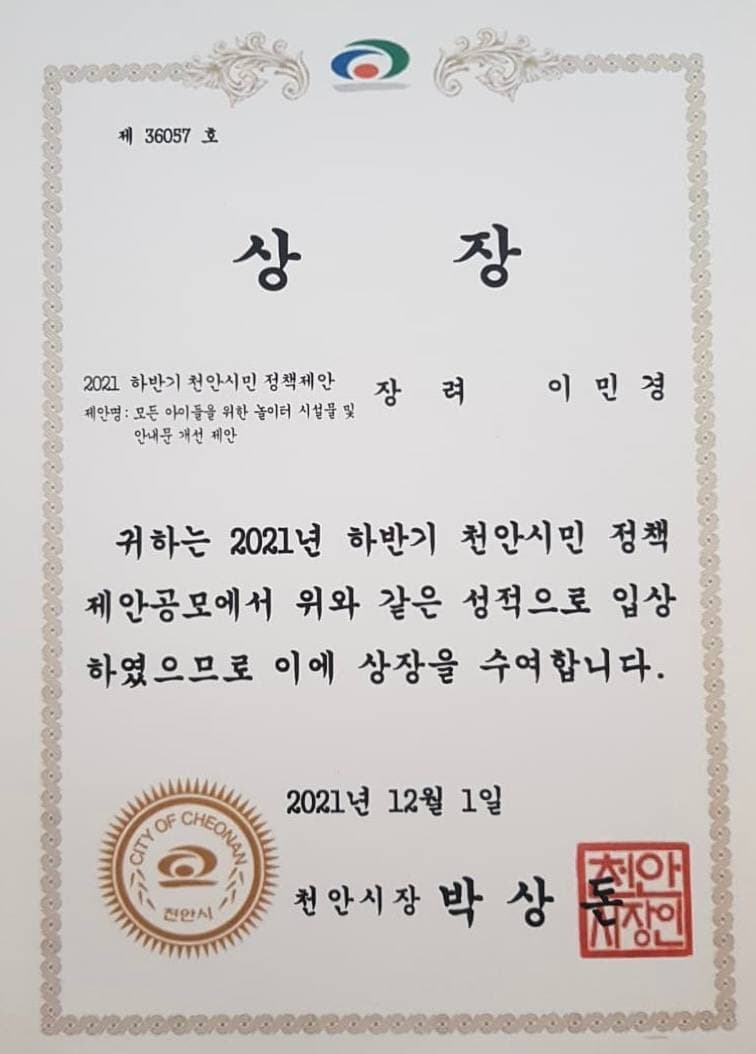 제 36057 호
상 장
2021 하반기 천안시민 정책제안 장 려 이 민 경
제안명: 모든 아이들을 위한 놀이터 시설물 및
안내문 개선 제안
귀하는 2021년 하반기 천안시민 정책
제안공모에서 위와 같은 성적으로 입상
하였으므로 이에 상장을 수여합니다.
2021년 12월 1일
CITY OF CHEONAN
천안시
천안시장 박 상 돈
천안
시장인